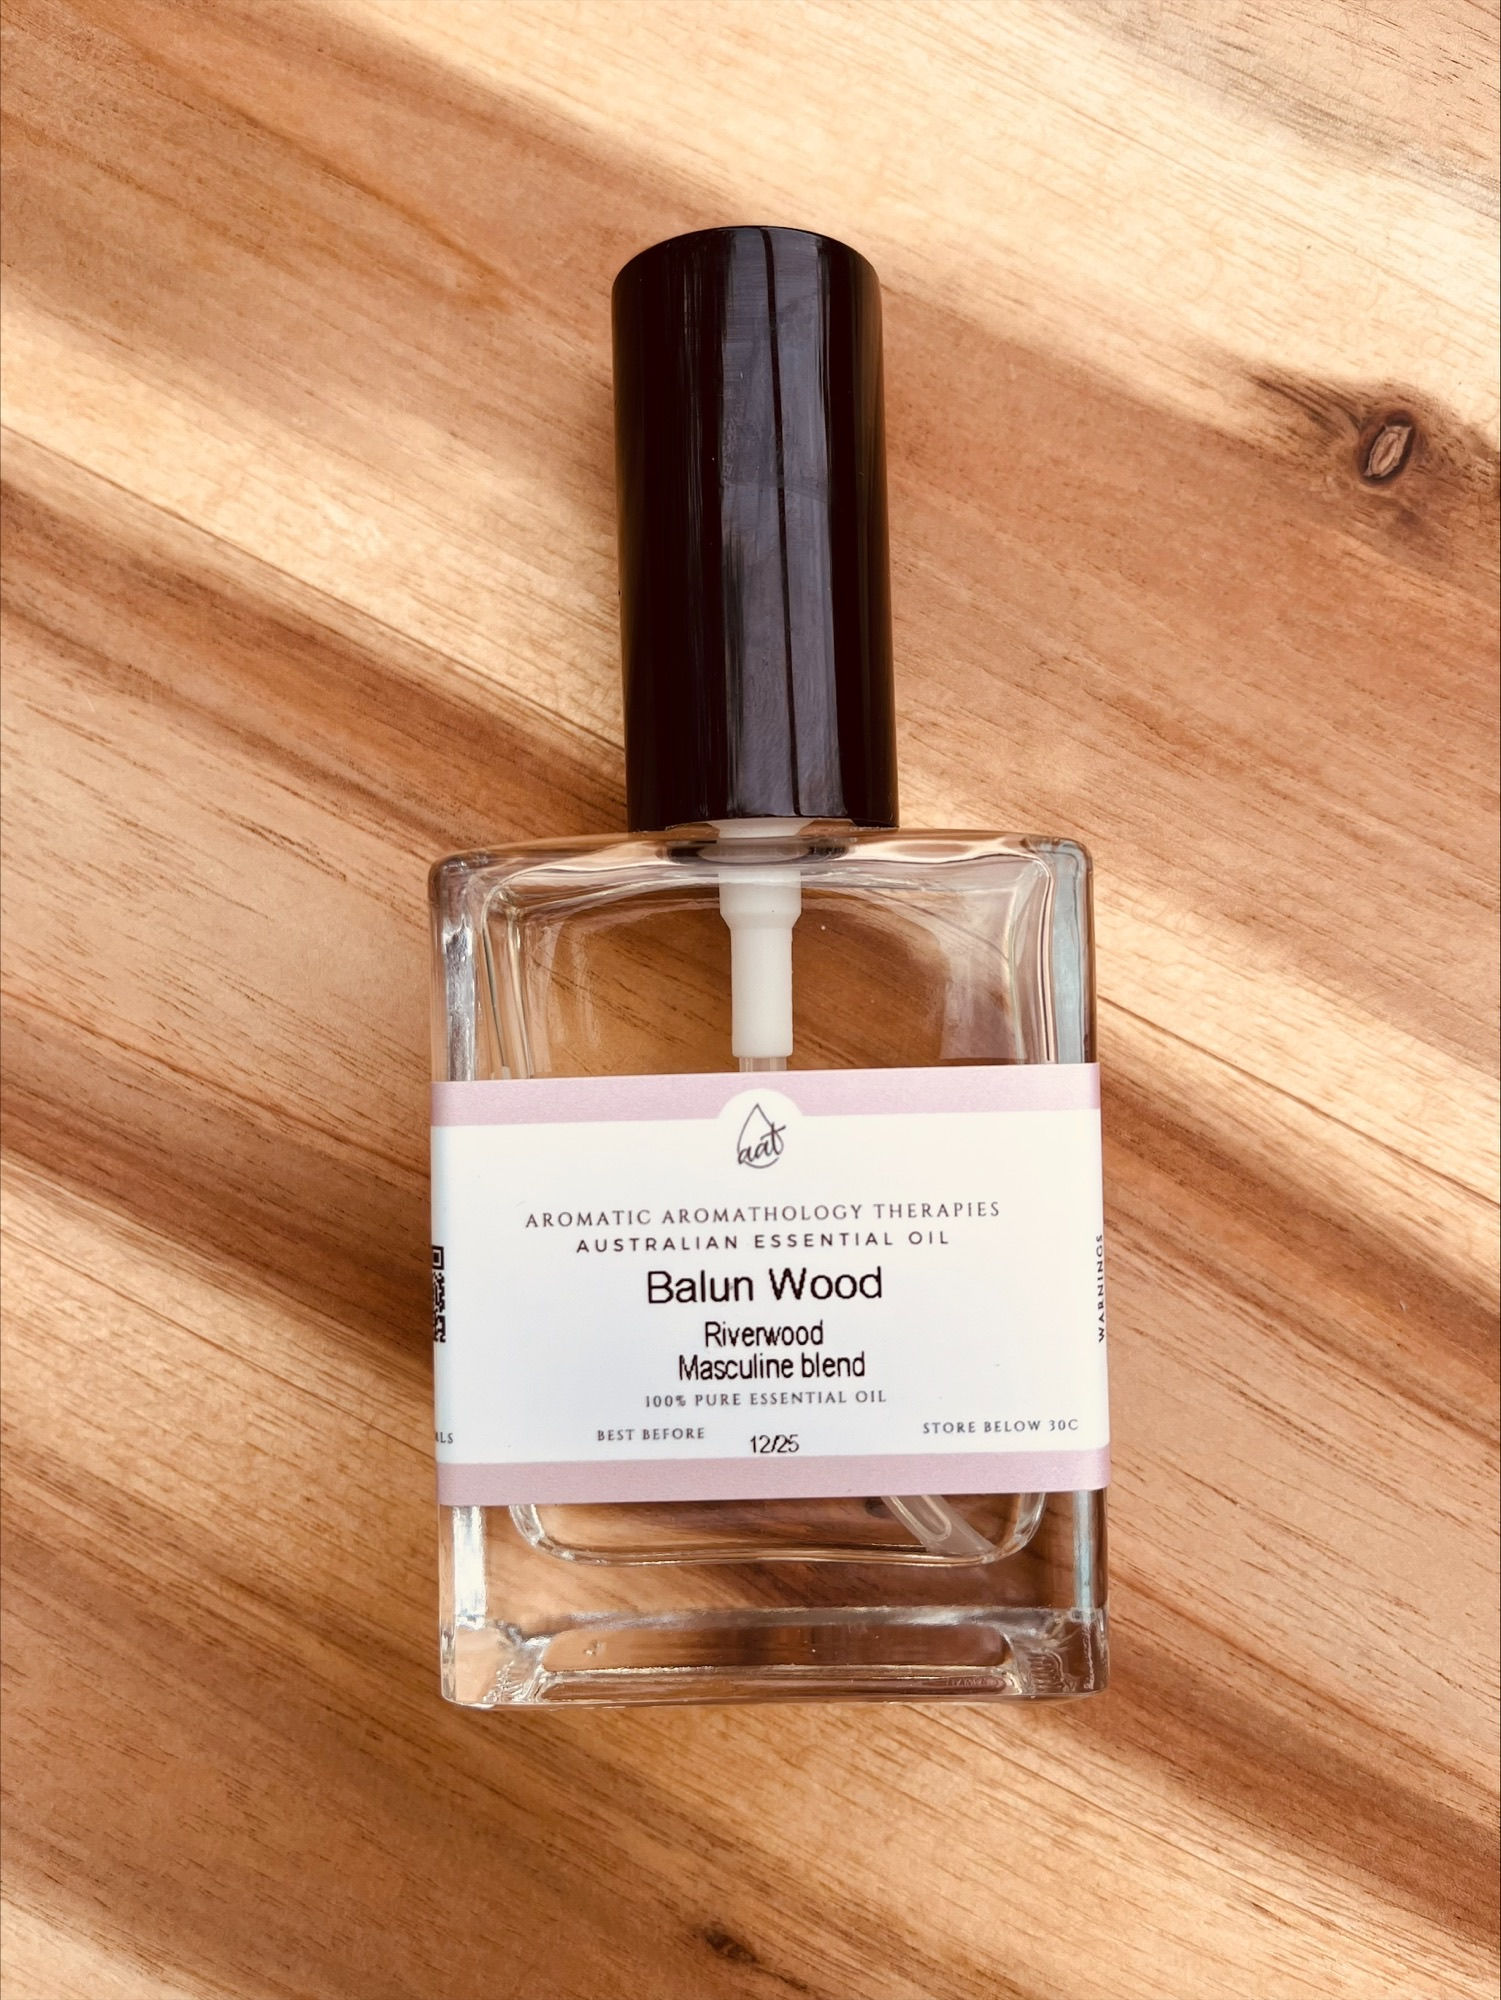 aat
AROMATIC AROMATHOLOGY THERAPIES
AUSTRALIAN ESSENTIAL OIL
Balun Wood
Riverwood
Masculine blend
100% PURE ESSENTIAL OIL
BEST BEFORE 12/25
STORE BELOW 30C
WARNINGS